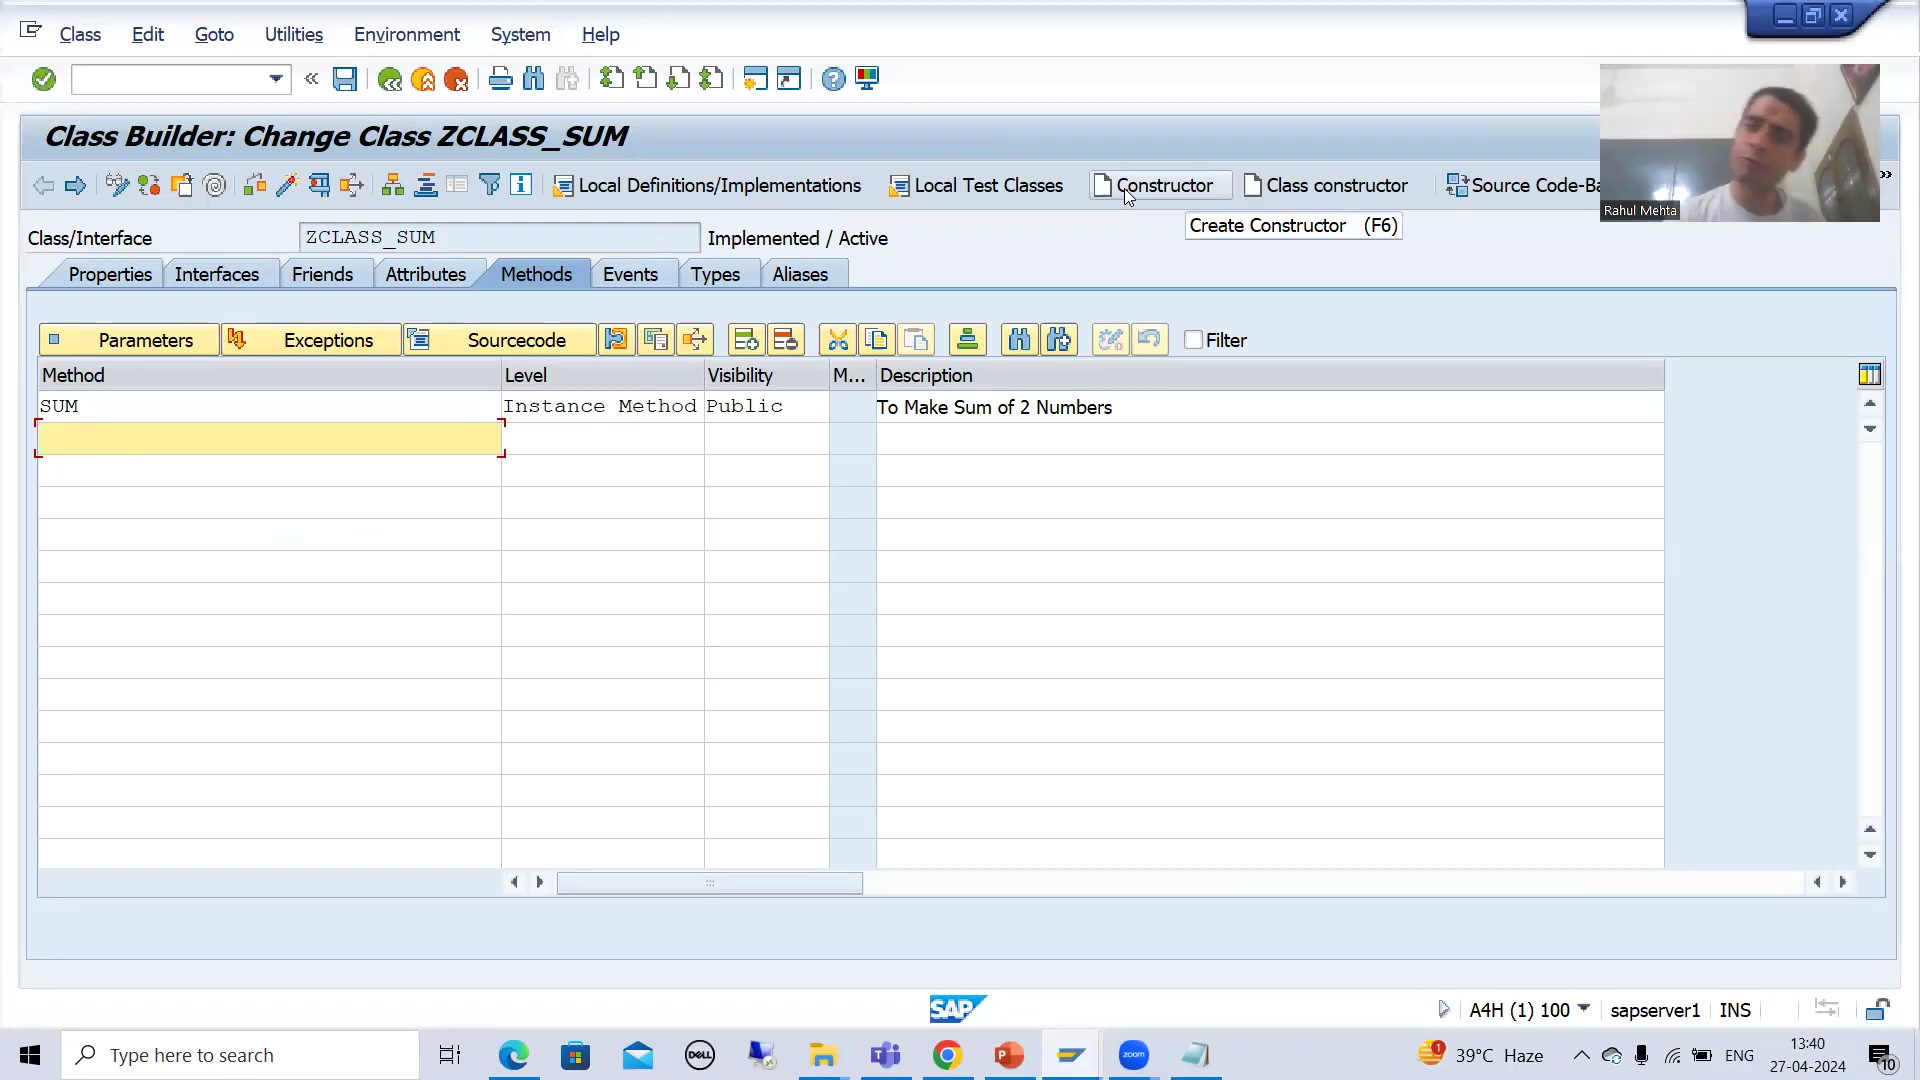 Class Edit Goto Utilities Environment System Help
Class Builder: Change Class ZCLASS_SUM
Local Definitions/Implementations Local Test Classes Constructor Class constructor Source Code-Ba
Rahul Mehta
Create Constructor (F6)
Class/Interface ZCLASS_SUM Implemented / Active
Properties Interfaces Friends Attributes Methods Events Types Aliases
Parameters Exceptions Sourcecode Filter
Method Level Visibility M... Description
SUM Instance Method Public To Make Sum of 2 Numbers
SAP
A4H (1) 100 sapserver1 INS
Type here to search DELL zoom 1 39°C Haze ENG 13:40
27-04-2024 10